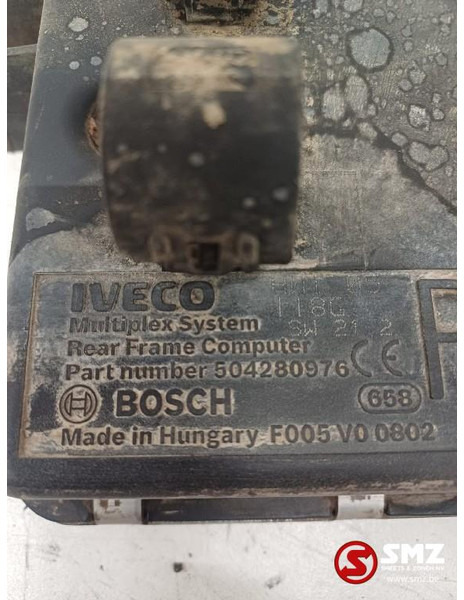 IVECO
118G
Multiplex System SW 21 2
Rear Frame Computer
Part number 504280976 CE
BOSCH 658
Made in Hungary F005 V0 0802
SMZ